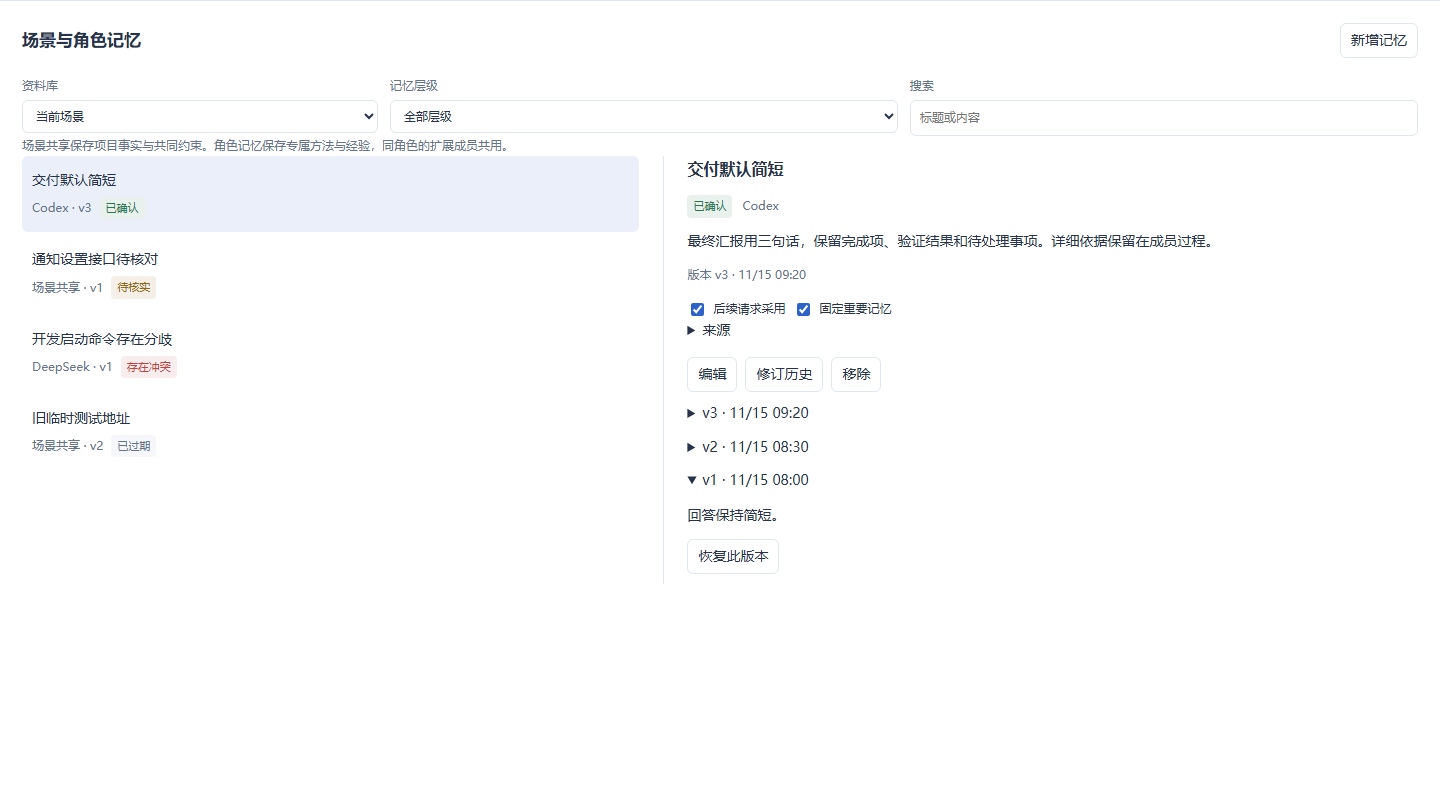 场景与角色记忆
新增记忆
资料库
记忆层级
搜索
当前场景
全部层级
标题或内容
场景共享保存项目事实与共同约束。角色记忆保存专属方法与经验，同角色的扩展成员共用。
交付默认简短
Codex · v3 已确认
通知设置接口待核对
场景共享 · v1 待核实
开发启动命令存在分歧
DeepSeek · v1 存在冲突
旧临时测试地址
场景共享 · v2 已过期
交付默认简短
已确认 Codex
最终汇报用三句话，保留完成项、验证结果和待处理事项。详细依据保留在成员过程。
版本 v3 · 11/15 09:20
后续请求采用 固定重要记忆
来源
编辑 修订历史 移除
v3 · 11/15 09:20
v2 · 11/15 08:30
v1 · 11/15 08:00
回答保持简短。
恢复此版本